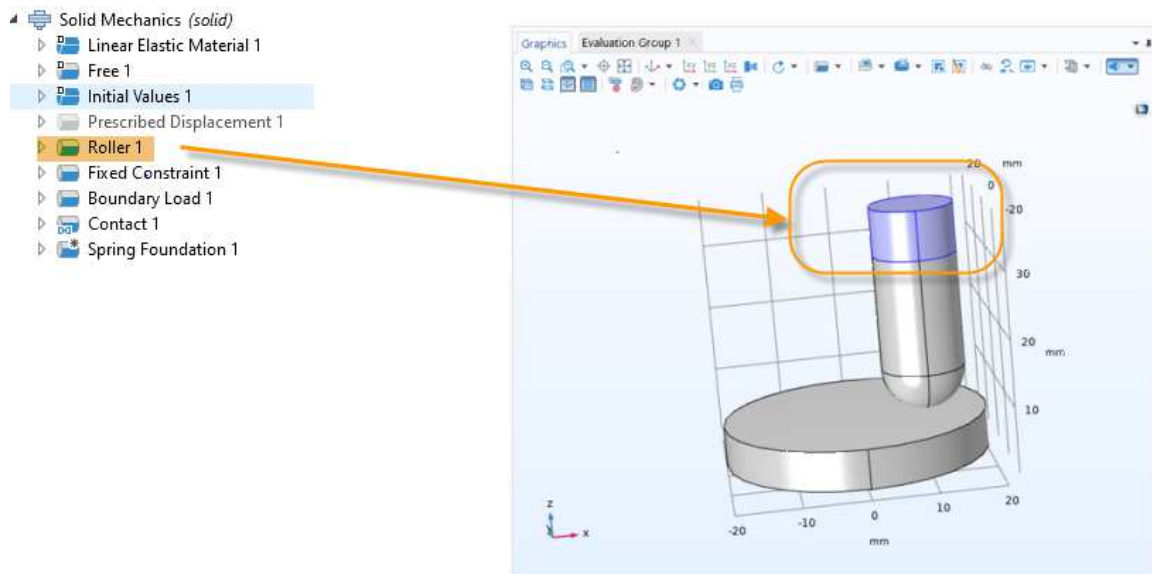 Solid Mechanics (solid)
Linear Elastic Material 1
Free 1
Initial Values 1
Prescribed Displacement 1
Roller 1
Fixed Constraint 1
Boundary Load 1
Contact 1
Spring Foundation 1
Graphics Evaluation Group 1
20 mm
0
-20
30
20
mm
10
20
10
0
-10
-20
mm
z
y
x